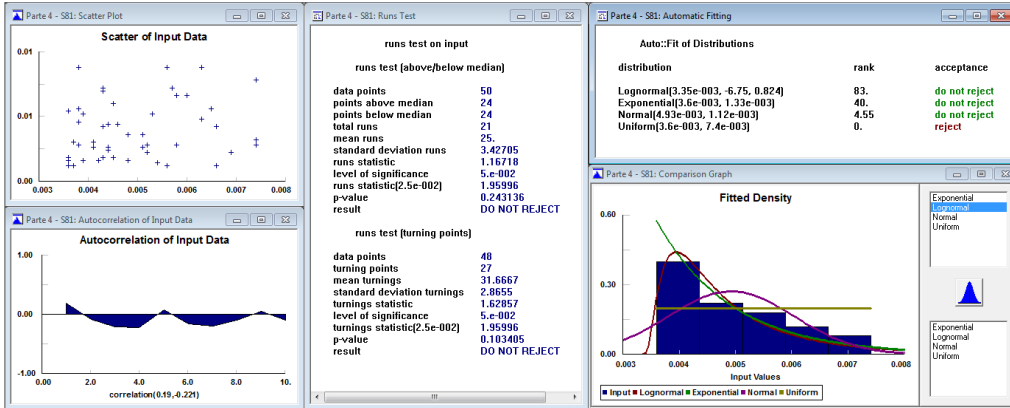 Parte 4 - S81: Scatter Plot
Scatter of Input Data
0.01
0.01
0.00
0.003 0.004 0.005 0.006 0.007 0.008
Parte 4 - S81: Autocorrelation of Input Data
Autocorrelation of Input Data
1.00
0.00
-1.00
2.0 4.0 6.0 8.0 10.
correlation(0.19,-0.221)
Parte 4 - S81: Runs Test
runs test on input
runs test (above/below median)
data points 50
points above median 24
points below median 24
total runs 21
mean runs 25.
standard deviation runs 3.42705
runs statistic 1.16718
level of significance 5.e-002
runs statistic(2.5e-002) 1.95996
p-value 0.243136
result DO NOT REJECT
runs test (turning points)
data points 48
turning points 27
mean turnings 31.6667
standard deviation turnings 2.8655
turnings statistic 1.62857
level of significance 5.e-002
turnings statistic(2.5e-002) 1.95996
p-value 0.103405
result DO NOT REJECT
Parte 4 - S81: Automatic Fitting
Auto::Fit of Distributions
distribution rank acceptance
Lognormal(3.35e-003, -6.75, 0.824) 83. do not reject
Exponential(3.6e-003, 1.33e-003) 40. do not reject
Normal(4.93e-003, 1.12e-003) 4.55 do not reject
Uniform(3.6e-003, 7.4e-003) 0. reject
Parte 4 - S81: Comparison Graph
Fitted Density
0.60
0.30
0.00
0.003 0.004 0.005 0.006 0.007 0.008
Input Values
Input Lognormal Exponential Normal Uniform
Exponential
Lognormal
Normal
Uniform
Exponential
Lognormal
Normal
Uniform